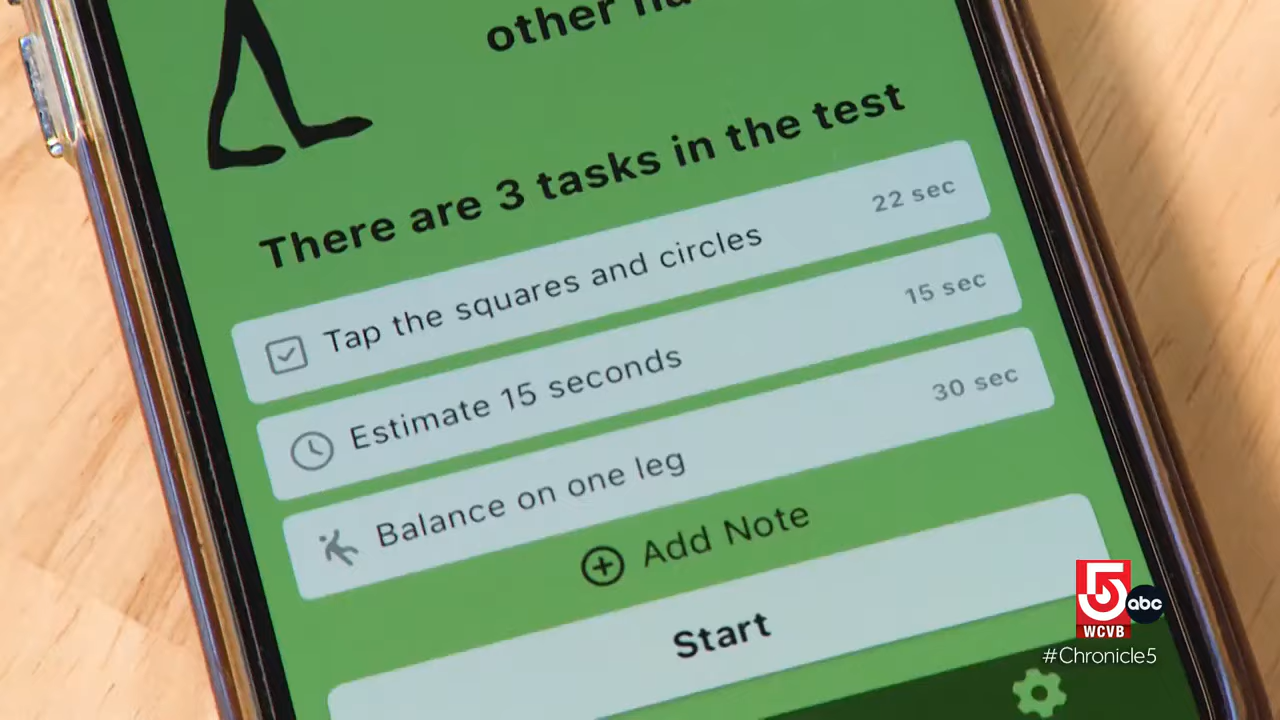 other
There are 3 tasks in the test
Tap the squares and circles 22 sec
Estimate 15 seconds 15 sec
Balance on one leg 30 sec
Add Note
Start
5 abc
WCVB
#Chronicle5